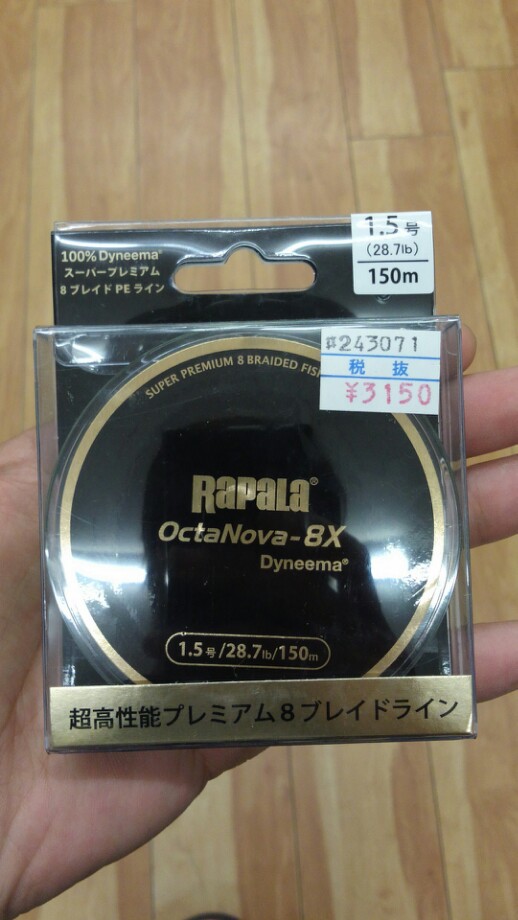 100% Dyneema®
スーパープレミアム
8 ブレイド PE ライン
1.5号
(28.7lb)
150m
#243071
税 抜
¥3150
SUPER PREMIUM 8 BRAIDED
Rapala®
OctaNova-8X
Dyneema®
1.5号/28.7lb/150m
超高性能プレミアム8ブレイドライン